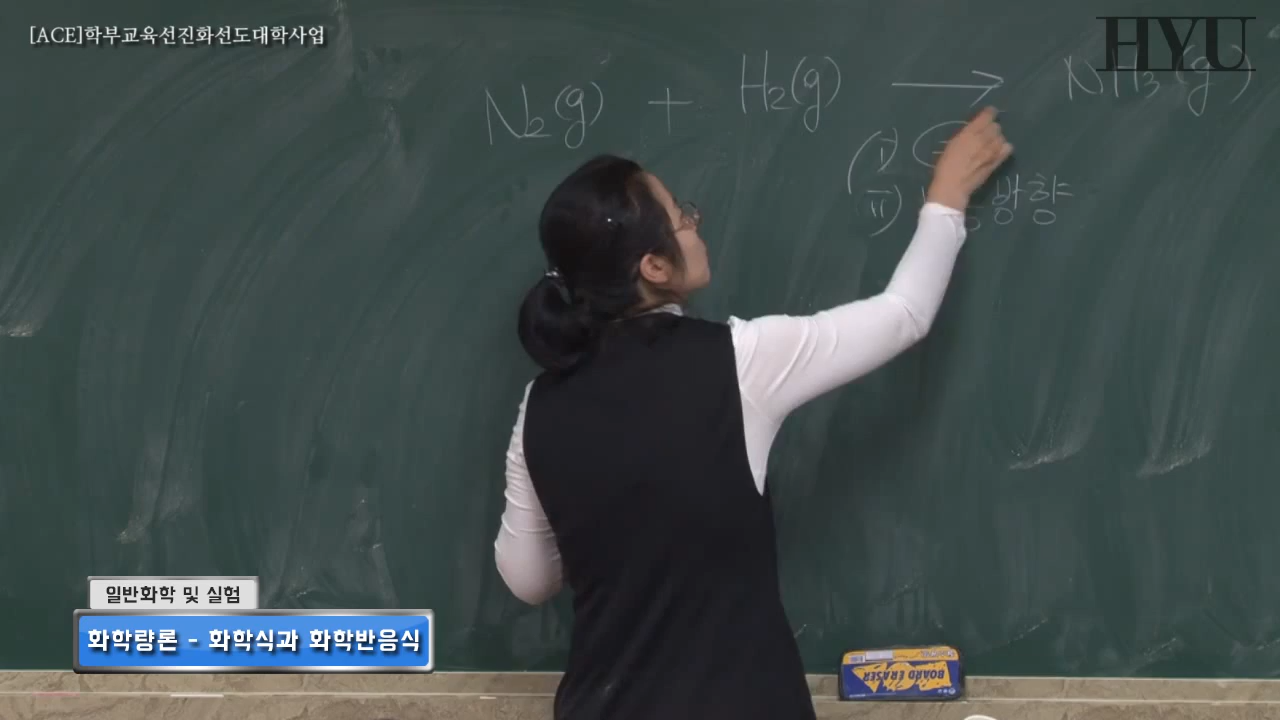 [ACE]학부교육선진화선도대학사업
HYU
N₂(g) + H₂(g) → NH₃(g)
i)
ii) 방향
일반화학 및 실험
화학량론 - 화학식과 화학반응식
BOARD ERASER